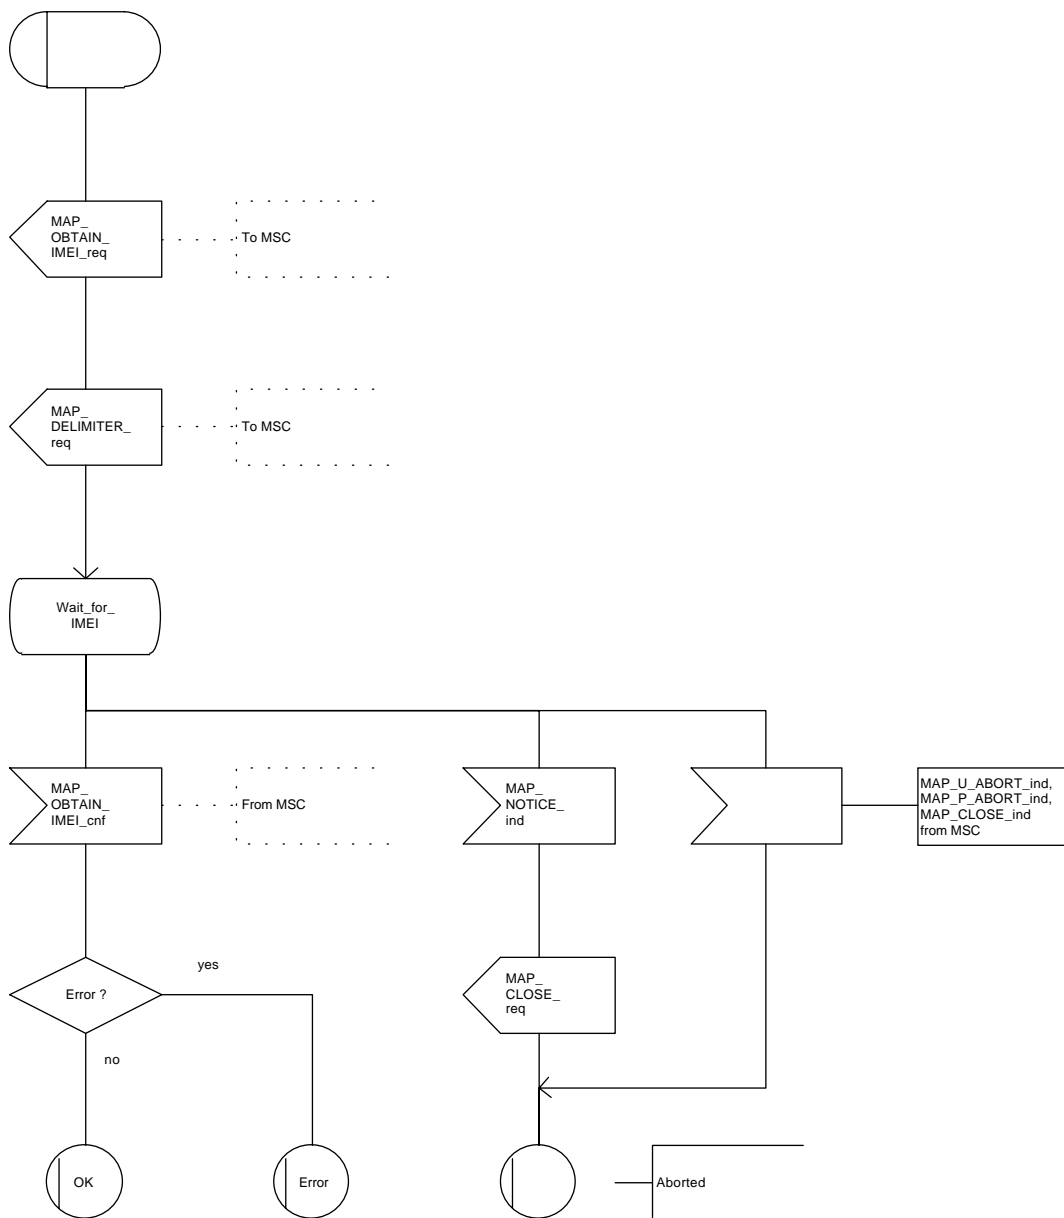 MAP_
OBTAIN_
IMEI_req
To MSC
MAP_
DELIMITER_
req
To MSC
Wait_for_
IMEI
MAP_
OBTAIN_
IMEI_cnf
From MSC
MAP_
NOTICE_
ind
MAP_U_ABORT_ind,
MAP_P_ABORT_ind,
MAP_CLOSE_ind
from MSC
Error ?
yes
no
MAP_
CLOSE_
req
OK
Error
Aborted